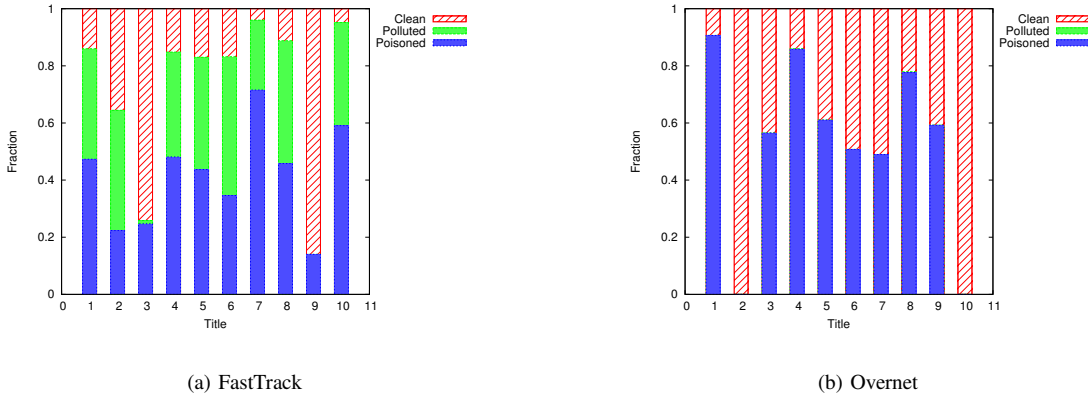 Clean
Polluted
Poisoned
1
0.8
0.6
0.4
0.2
0
Fraction
0 1 2 3 4 5 6 7 8 9 10 11
Title
(a) FastTrack
Clean
Polluted
Poisoned
1
0.8
0.6
0.4
0.2
0
Fraction
0 1 2 3 4 5 6 7 8 9 10 11
Title
(b) Overnet